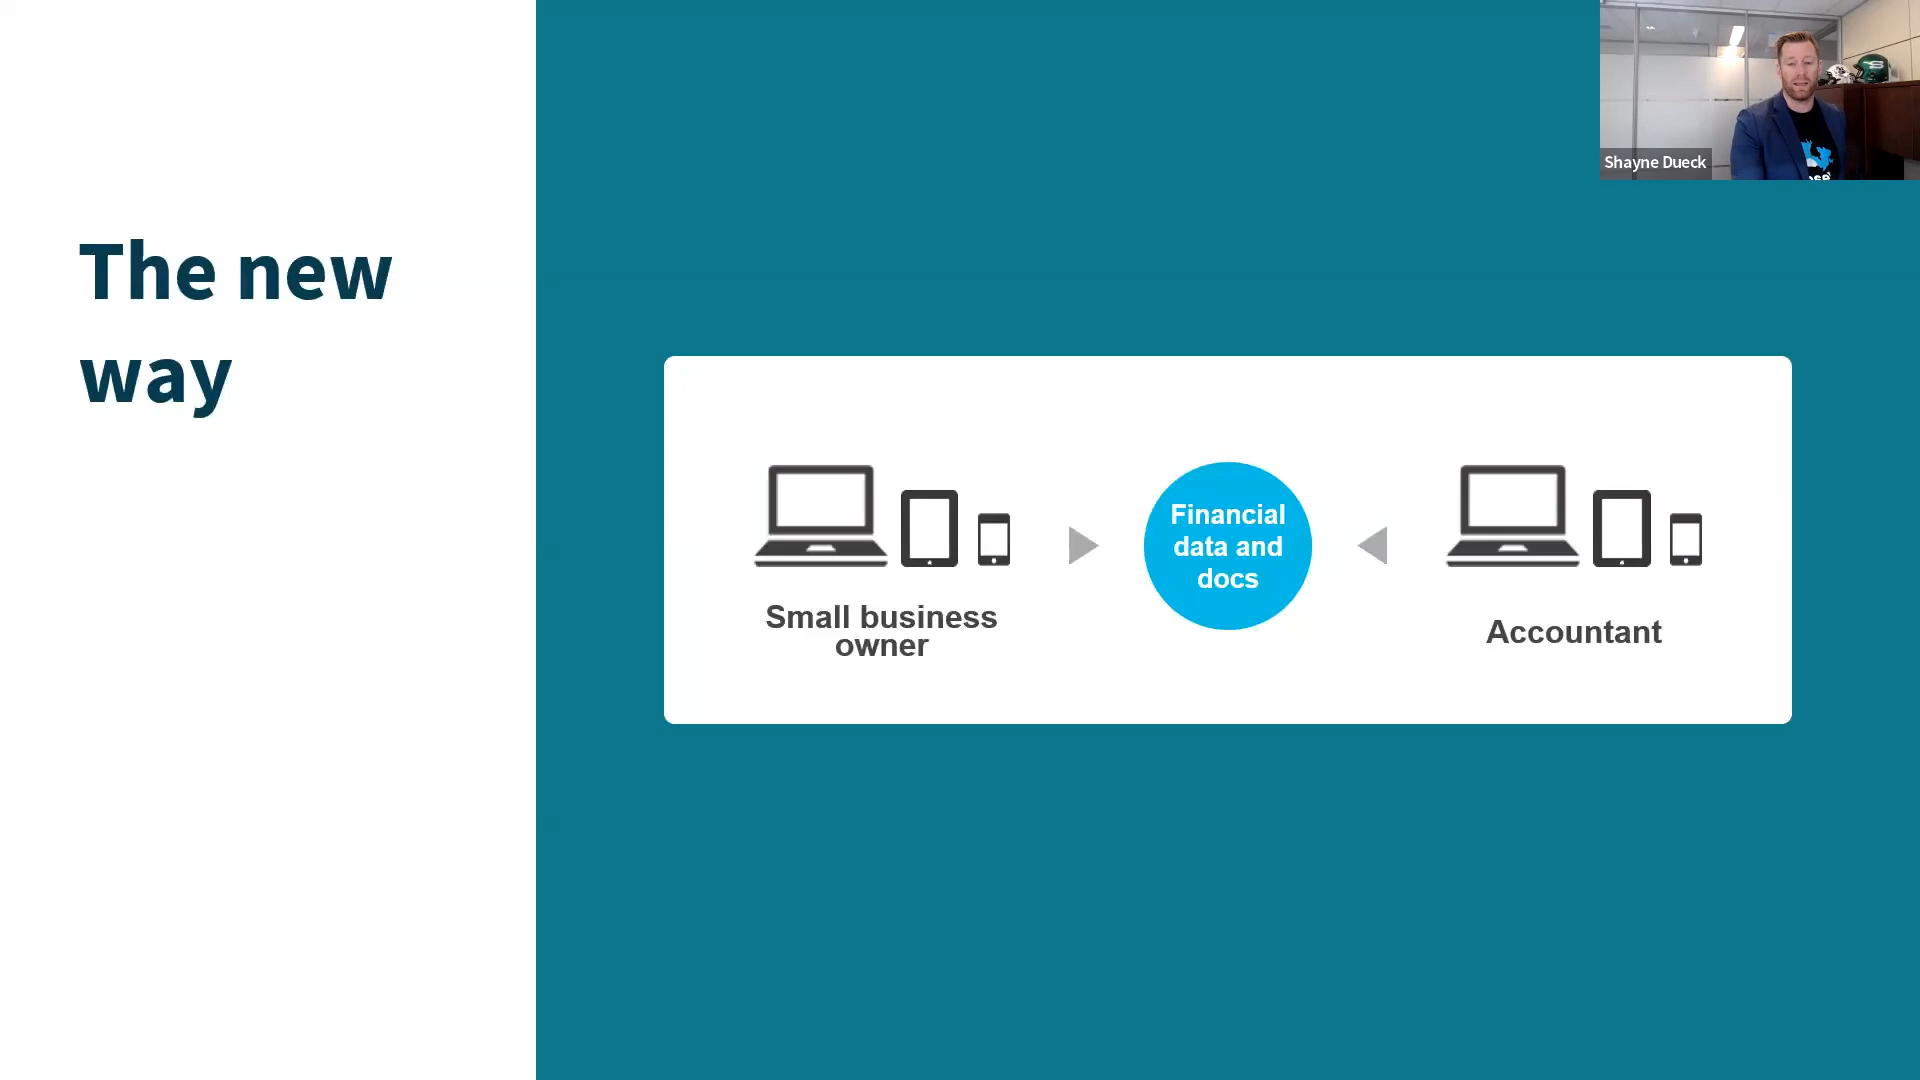 The new
way
Financial
data and
docs
Small business
owner
Accountant
Shayne Dueck